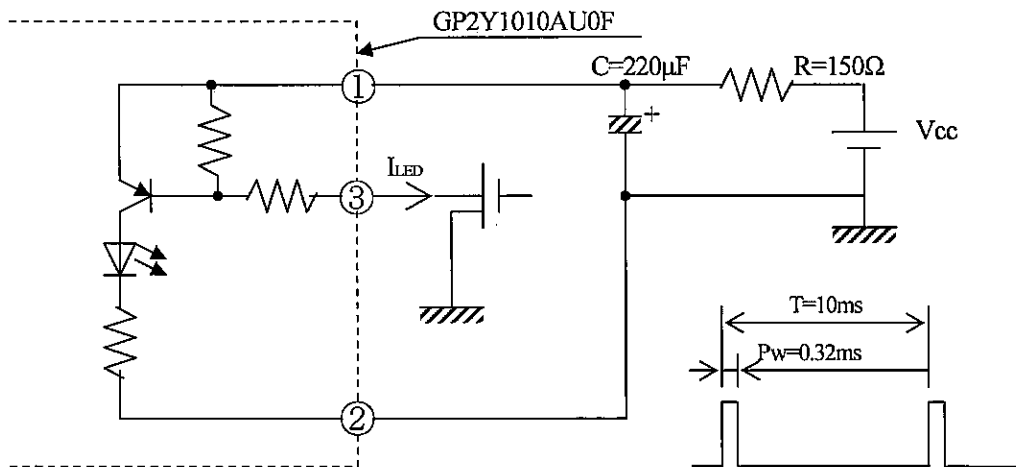 GP2Y1010AU0F
①
C=220μF
R=150Ω
+
Vcc
③
ILED
T=10ms
Pw=0.32ms
②